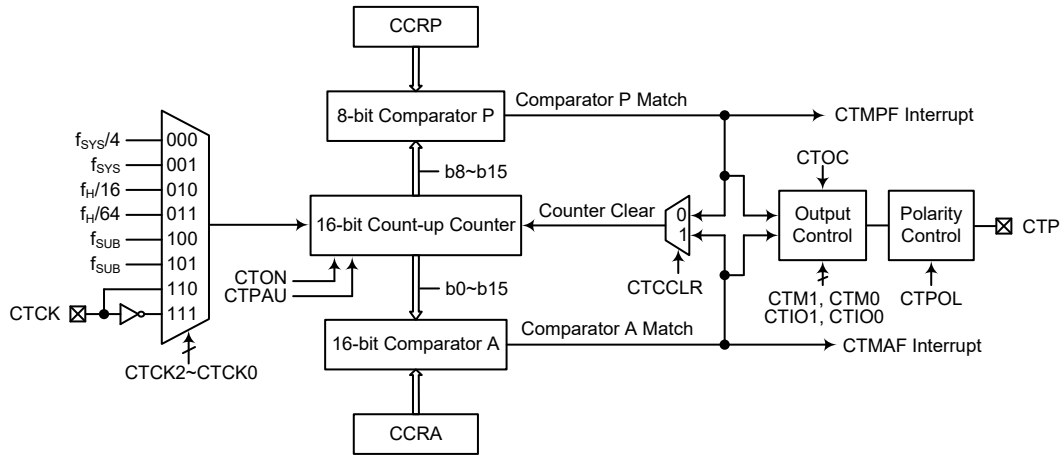 CCRP
8-bit Comparator P
Comparator P Match
CTMPF Interrupt
b8~b15
fSYS/4
fSYS
fH/16
fH/64
fSUB
fSUB
000
001
010
011
100
101
110
111
CTCK
CTCK2~CTCK0
16-bit Count-up Counter
CTON
CTPAU
Counter Clear
0
1
CTCCLR
CTOC
Output
Control
CTM1, CTM0
CTIO1, CTIO0
Polarity
Control
CTPOL
CTP
b0~b15
16-bit Comparator A
Comparator A Match
CTMAF Interrupt
CCRA